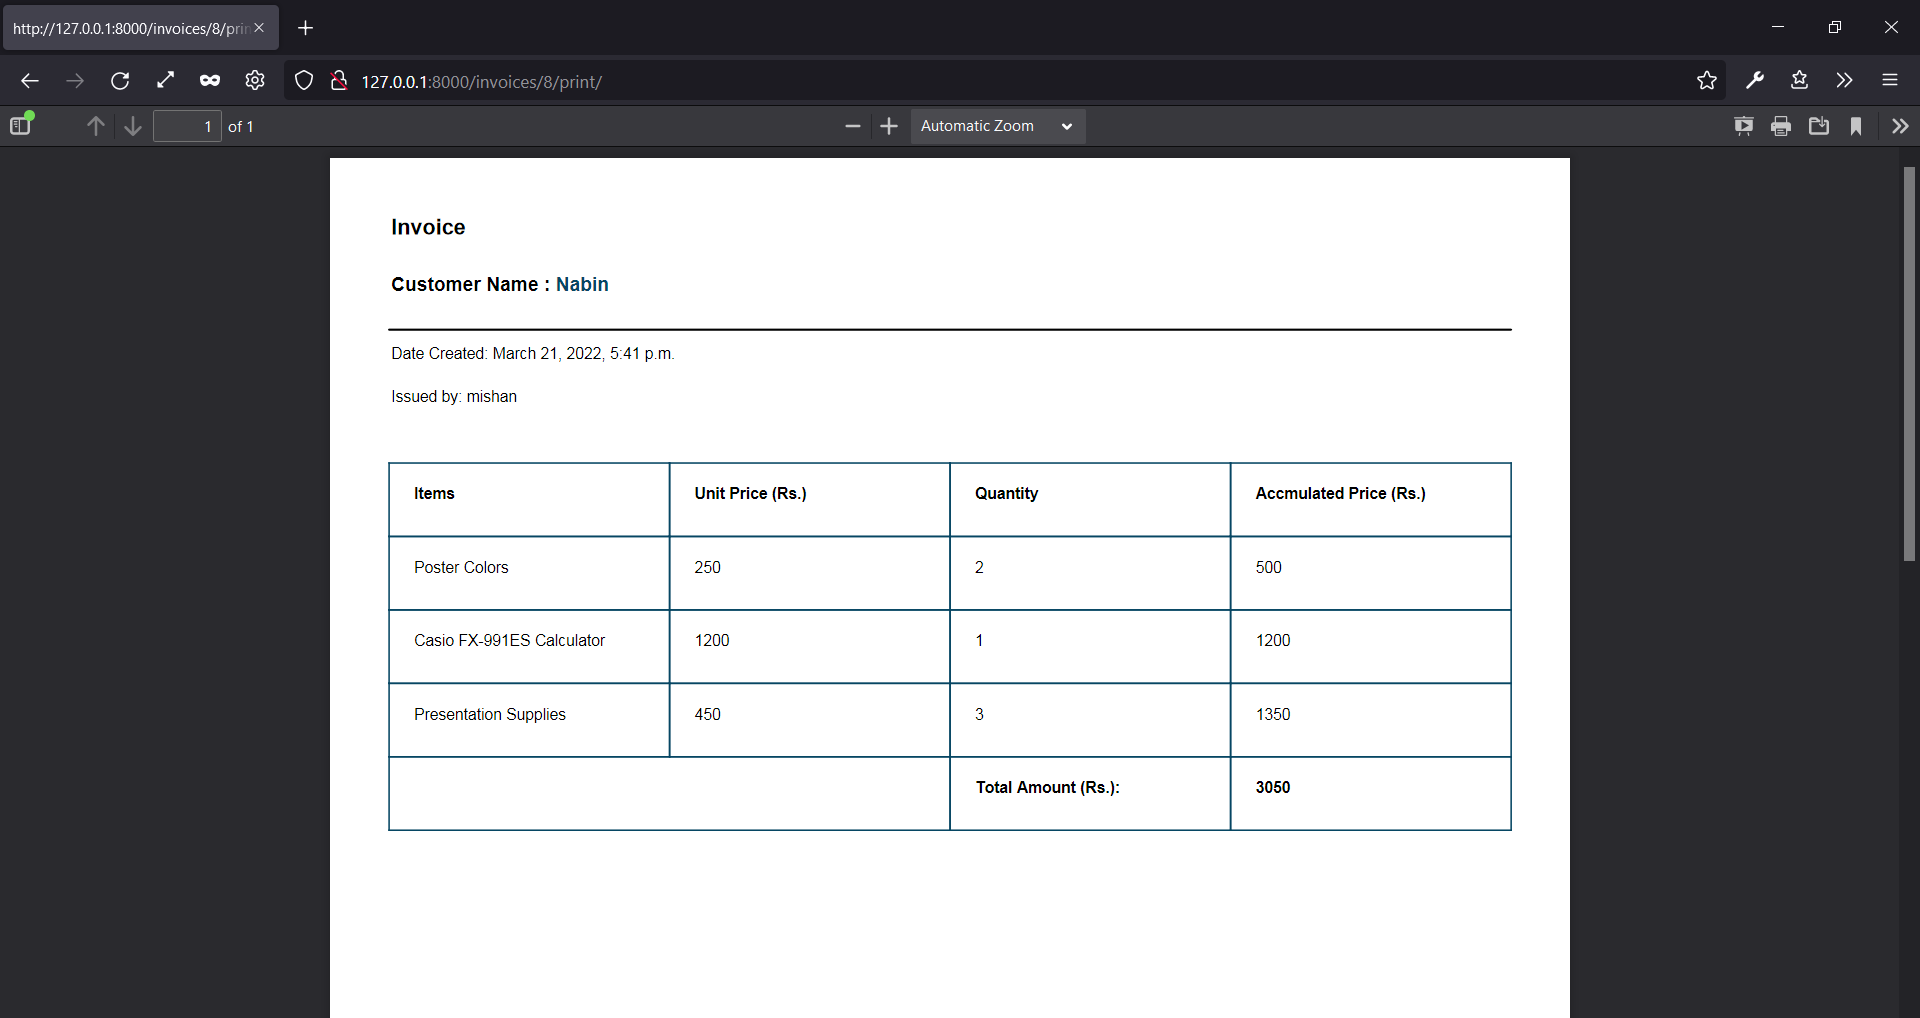 http://127.0.0.1:8000/invoices/8/prin
127.0.0.1:8000/invoices/8/print/
1 of 1
Automatic Zoom
Invoice
Customer Name : Nabin
Date Created: March 21, 2022, 5:41 p.m.
Issued by: mishan
Items Unit Price (Rs.) Quantity Accmulated Price (Rs.)
Poster Colors 250 2 500
Casio FX-991ES Calculator 1200 1 1200
Presentation Supplies 450 3 1350
Total Amount (Rs.): 3050